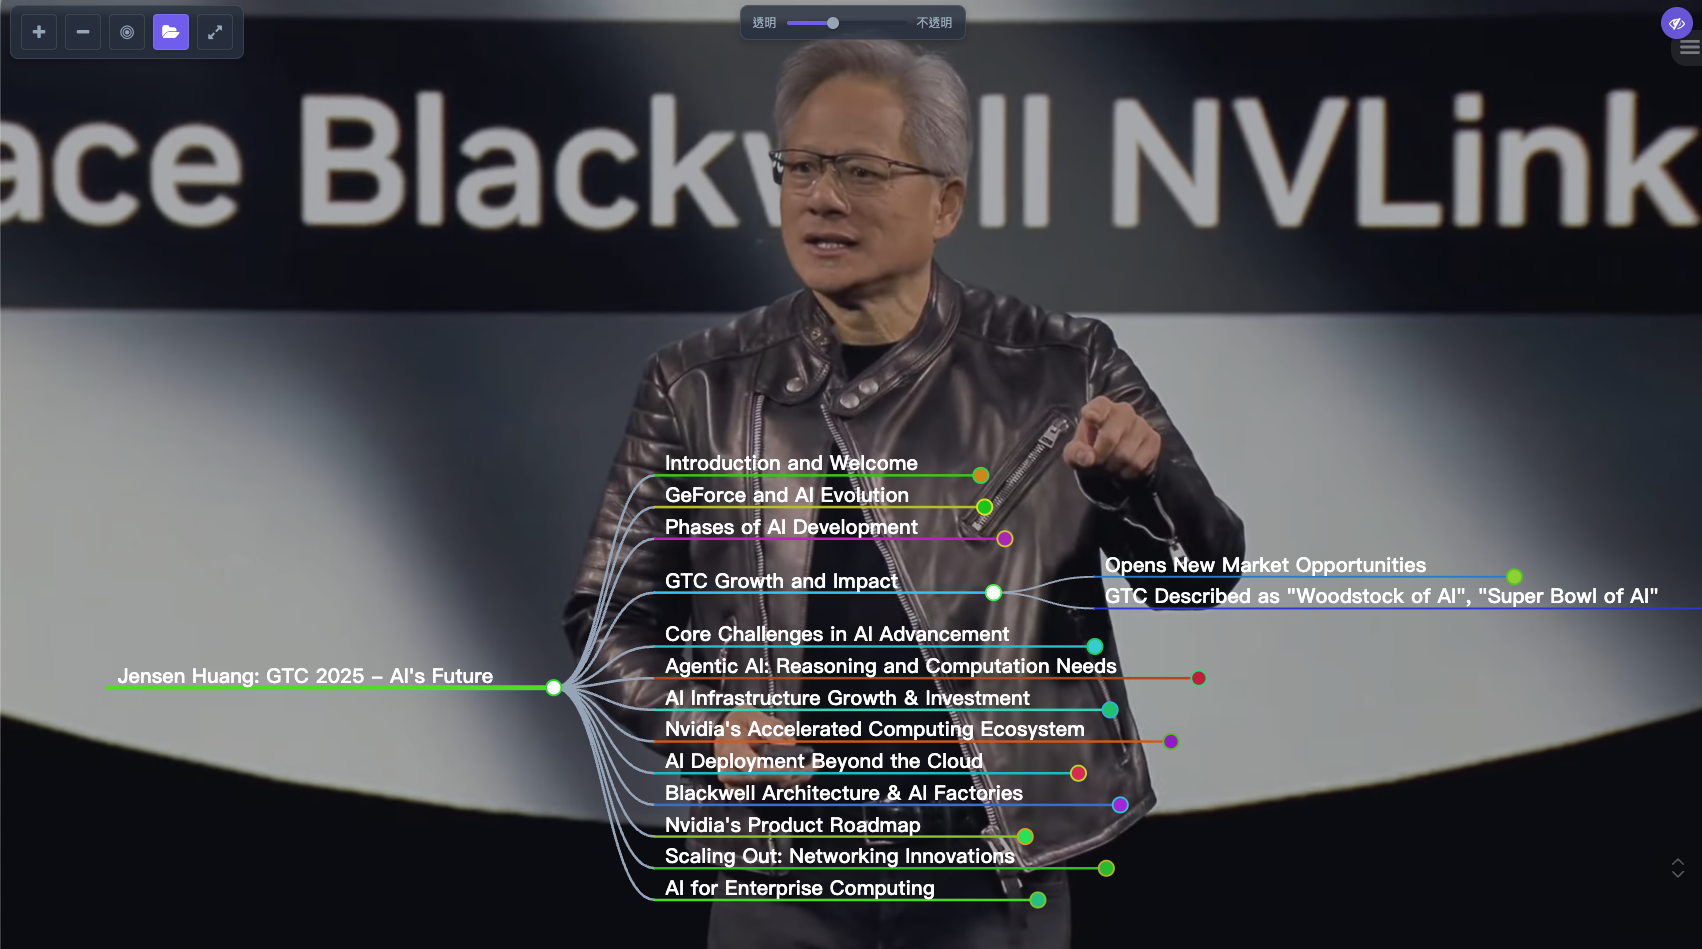 透明 不透明
ace Blackwell NVLink
Introduction and Welcome
GeForce and AI Evolution
Phases of AI Development
GTC Growth and Impact
Opens New Market Opportunities
GTC Described as "Woodstock of AI", "Super Bowl of AI"
Core Challenges in AI Advancement
Agentic AI: Reasoning and Computation Needs
Jensen Huang: GTC 2025 – AI's Future
AI Infrastructure Growth & Investment
Nvidia's Accelerated Computing Ecosystem
AI Deployment Beyond the Cloud
Blackwell Architecture & AI Factories
Nvidia's Product Roadmap
Scaling Out: Networking Innovations
AI for Enterprise Computing